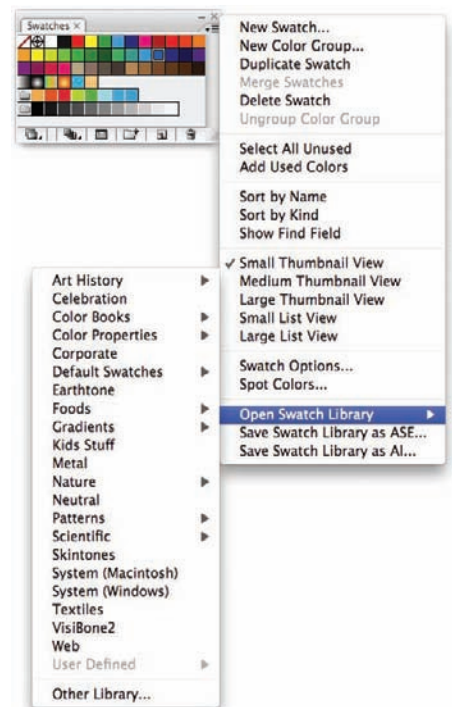 Swatches ×
New Swatch...
New Color Group...
Duplicate Swatch
Merge Swatches
Delete Swatch
Ungroup Color Group
Select All Unused
Add Used Colors
Sort by Name
Sort by Kind
Show Find Field
✓ Small Thumbnail View
Medium Thumbnail View
Large Thumbnail View
Small List View
Large List View
Swatch Options...
Spot Colors...
Open Swatch Library
Save Swatch Library as ASE...
Save Swatch Library as AI...
Art History
Celebration
Color Books
Color Properties
Corporate
Default Swatches
Earthtone
Foods
Gradients
Kids Stuff
Metal
Nature
Neutral
Patterns
Scientific
Skintones
System (Macintosh)
System (Windows)
Textiles
VisiBone2
Web
User Defined
Other Library...